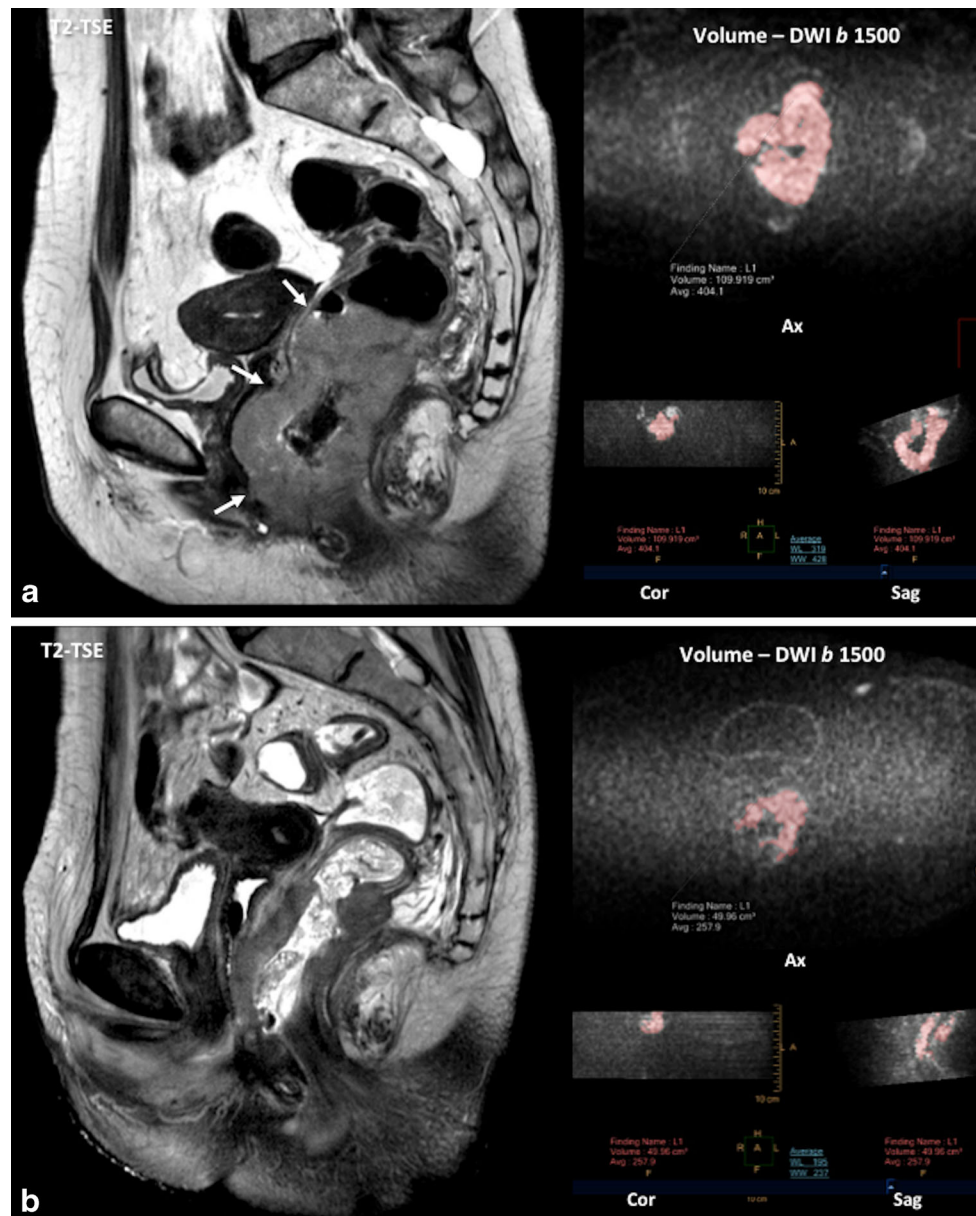 T2-TSE
Volume – DWI b 1500
Finding Name : L1
Volume : 109.919 cm³
Avg : 404.1
Ax
A
10 cm
Finding Name : L1
Volume : 109.919 cm³
Avg : 404.1
F
H
R A L
F
Average
WL 319
WW 428
Finding Name : L1
Volume : 109.919 cm³
Avg : 404.1
F
Cor
Sag
a
T2-TSE
Volume – DWI b 1500
Finding Name : L1
Volume : 49.96 cm³
Avg : 257.9
Ax
A
10 cm
Finding Name : L1
Volume : 49.96 cm³
Avg : 257.9
F
H
R A L
F
Average
WL 195
WW 237
Finding Name : L1
Volume : 49.96 cm³
Avg : 257.9
F
Cor
10 cm
Sag
b